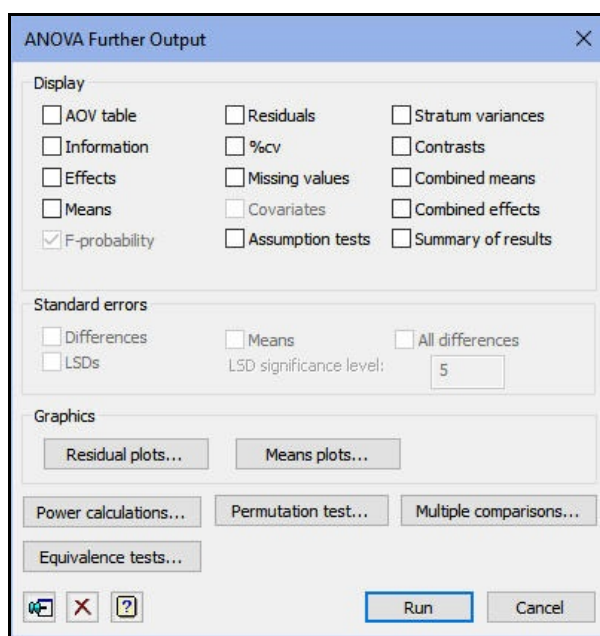 ANOVA Further Output
Display
AOV table Residuals Stratum variances
Information %cv Contrasts
Effects Missing values Combined means
Means Covariates Combined effects
F-probability Assumption tests Summary of results
Standard errors
Differences Means All differences
LSDs LSD significance level: 5
Graphics
Residual plots... Means plots...
Power calculations... Permutation test... Multiple comparisons...
Equivalence tests...
? Run Cancel